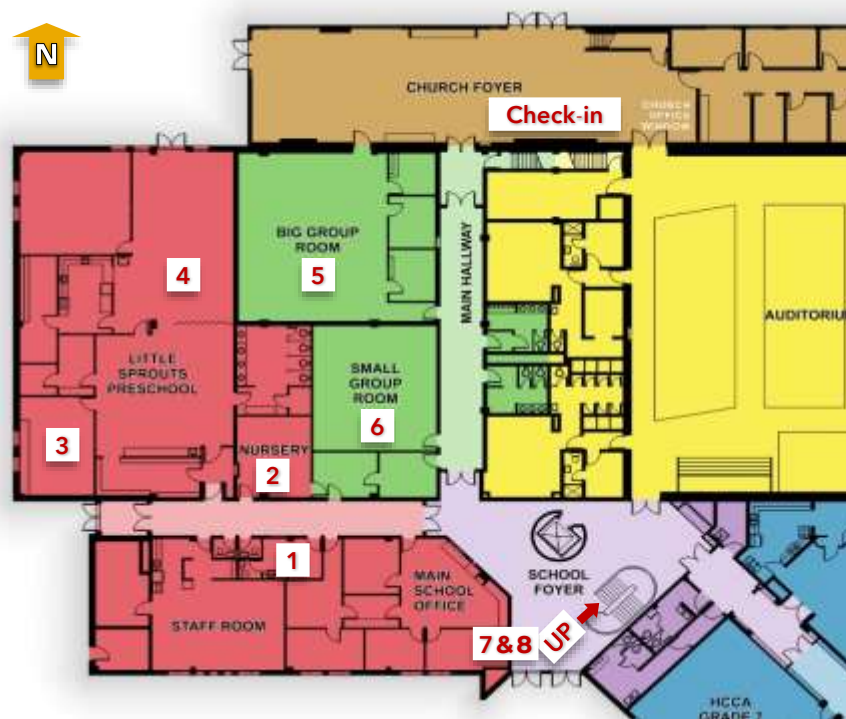 N
CHURCH FOYER
Check-in
CHURCH
OFFICE
WINDOW
BIG GROUP
ROOM
5
4
MAIN HALLWAY
AUDITORIU
LITTLE
SPROUTS
PRESCHOOL
SMALL
GROUP
ROOM
6
3
NURSERY
2
1
SCHOOL
FOYER
MAIN
SCHOOL
OFFICE
STAFF ROOM
7&8
UP
HCCA
GRADE 7